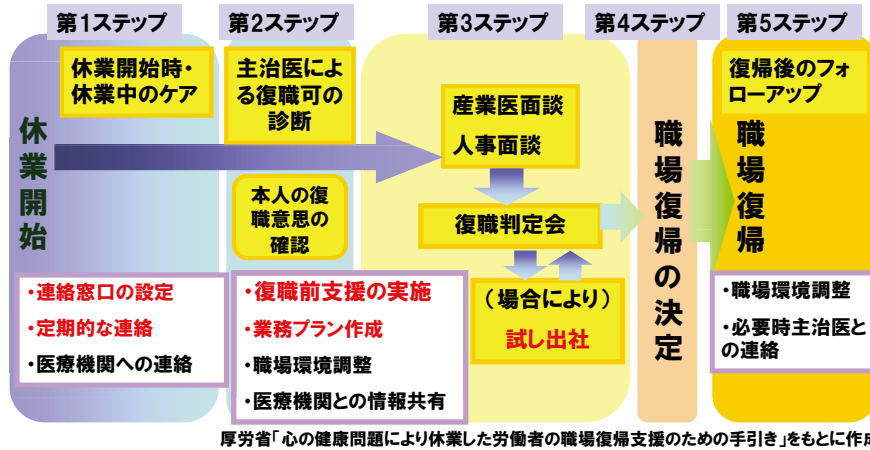 第1ステップ
第2ステップ
第3ステップ
第4ステップ
第5ステップ
休業開始
休業開始時・
休業中のケア
主治医によ
る復職可の
診断
本人の復
職意思の
確認
産業医面談
人事面談
復職判定会
(場合により)
試し出社
職場復帰の決定
復帰後のフォ
ローアップ
職場復帰
・連絡窓口の設定
・定期的な連絡
・医療機関への連絡
・復職前支援の実施
・業務プラン作成
・職場環境調整
・医療機関との情報共有
・職場環境調整
・必要時主治医と
の連絡
厚労省「心の健康問題により休業した労働者の職場復帰支援のための手引き」をもとに作成